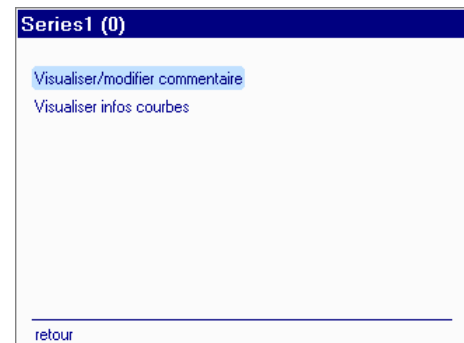 Series1 (0)
Visualiser/modifier commentaire
Visualiser infos courbes
retour